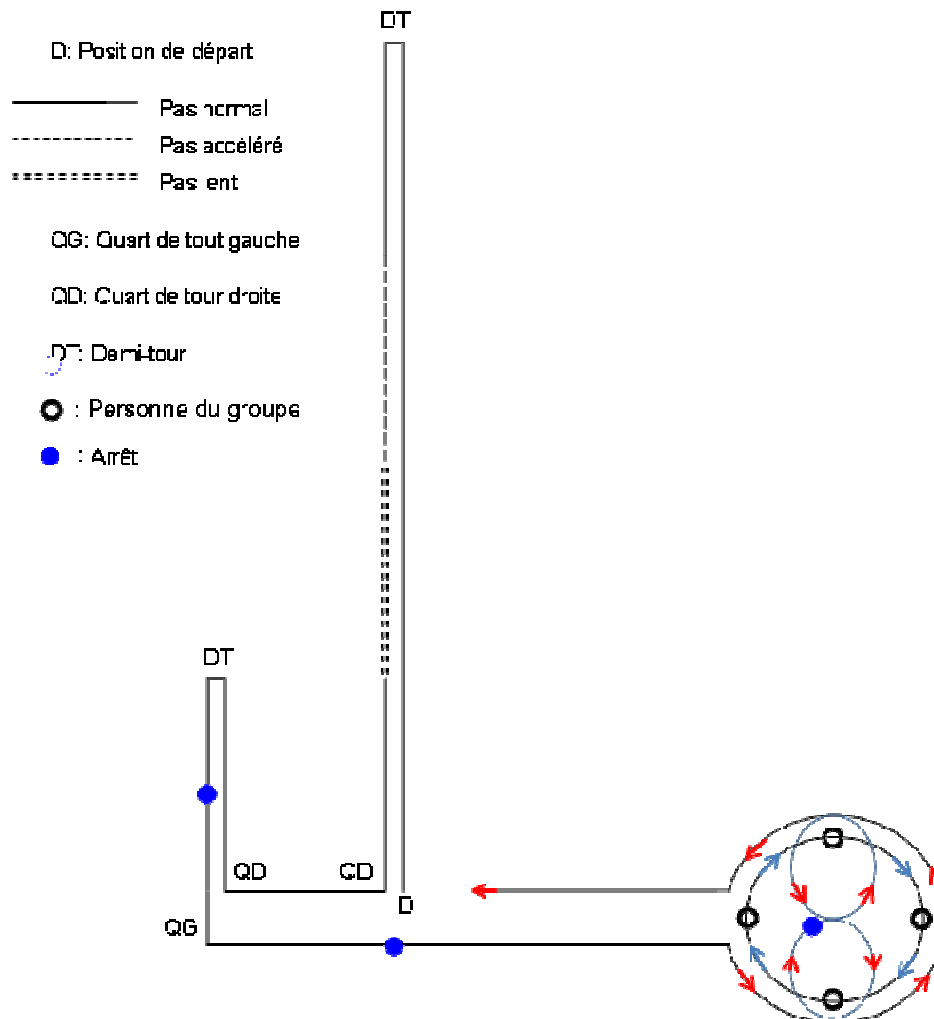 DT
D: Position de départ
Pas normal
Pas accéléré
Pas lent
QG: Quart de tout gauche
QD: Quart de tour droite
DT: Demi-tour
: Personne du groupe
: Arrêt
DT
QD
QD
D
QG